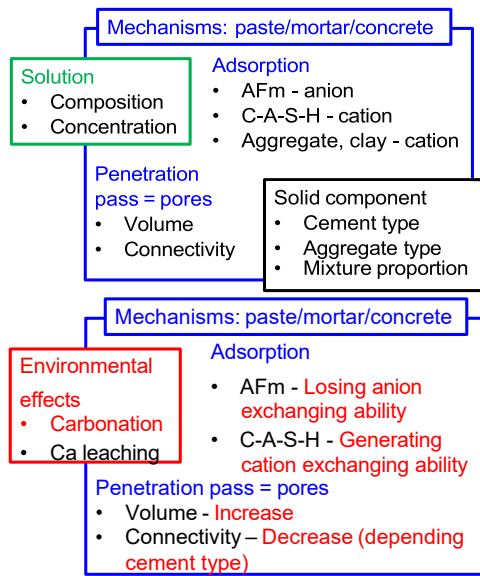 Mechanisms: paste/mortar/concrete
Solution
• Composition
• Concentration
Adsorption
• AFm - anion
• C-A-S-H - cation
• Aggregate, clay - cation
Penetration
pass = pores
• Volume
• Connectivity
Solid component
• Cement type
• Aggregate type
• Mixture proportion
Mechanisms: paste/mortar/concrete
Environmental
effects
• Carbonation
• Ca leaching
Adsorption
• AFm - Losing anion
exchanging ability
• C-A-S-H - Generating
cation exchanging ability
Penetration pass = pores
• Volume - Increase
• Connectivity – Decrease (depending
cement type)